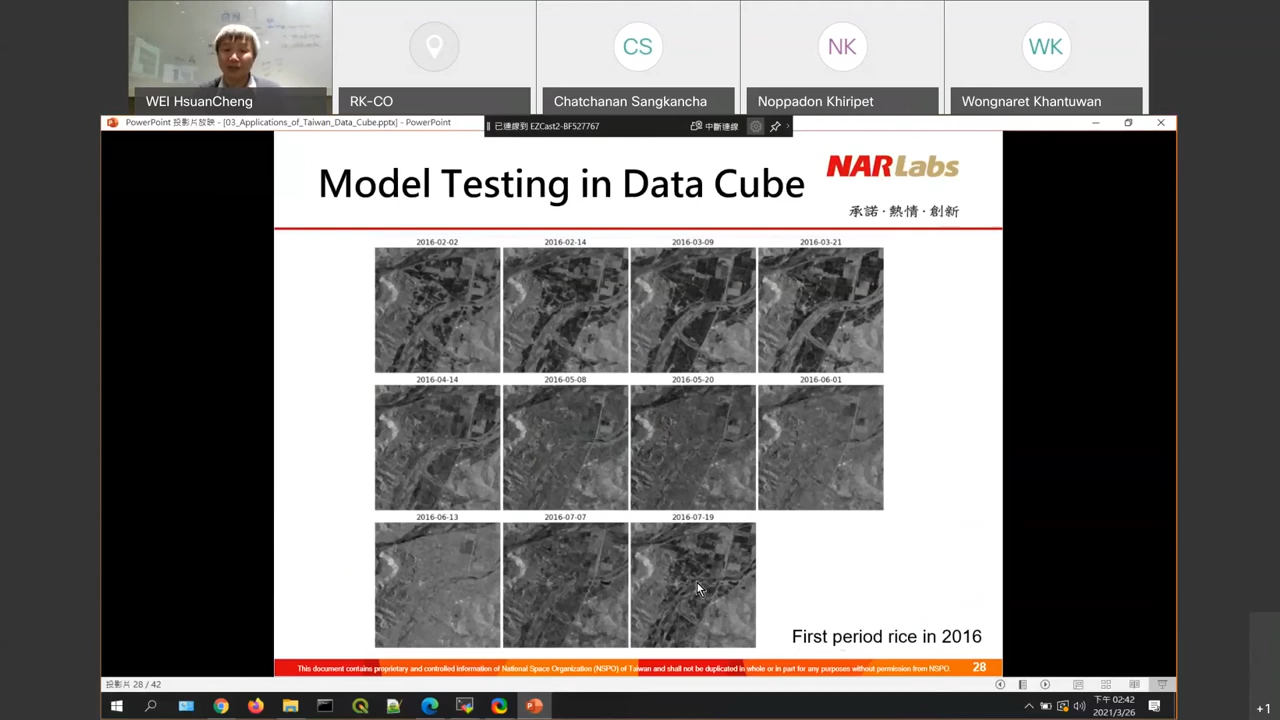 WEI HsuanCheng
RK-CO
CS
Chatchanan Sangkancha
NK
Noppadon Khiripet
WK
Wongnaret Khantuwan
PowerPoint 投影片放映 - [03_Applications_of_Taiwan_Data_Cube.pptx] - PowerPoint
已連線到 EZCast2-BF527767
中斷連線
Model Testing in Data Cube
NARLabs
承諾·熱情·創新
2016-02-02 2016-02-14 2016-03-09 2016-03-21
2016-04-14 2016-05-08 2016-05-20 2016-06-01
2016-06-13 2016-07-07 2016-07-19
First period rice in 2016
This document contains proprietary and controlled information of National Space Organization (NSPO) of Taiwan and shall not be duplicated in whole or in part for any purposes without permission from NSPO. 28
投影片 28 / 42
下午 02:42
2021/3/26
+1